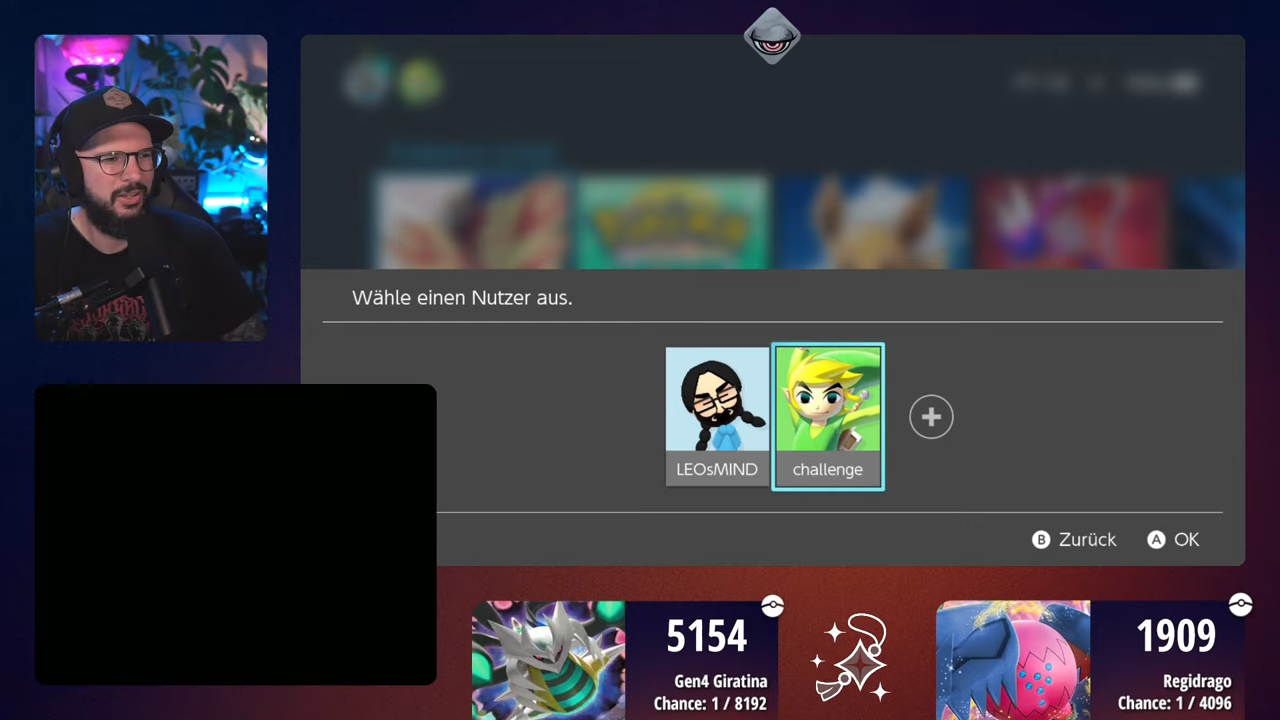 Wähle einen Nutzer aus.
LEOsMIND
challenge
Zurück
OK
5154
Gen4 Giratina
Chance: 1 / 8192
1909
Regidrago
Chance: 1 / 4096